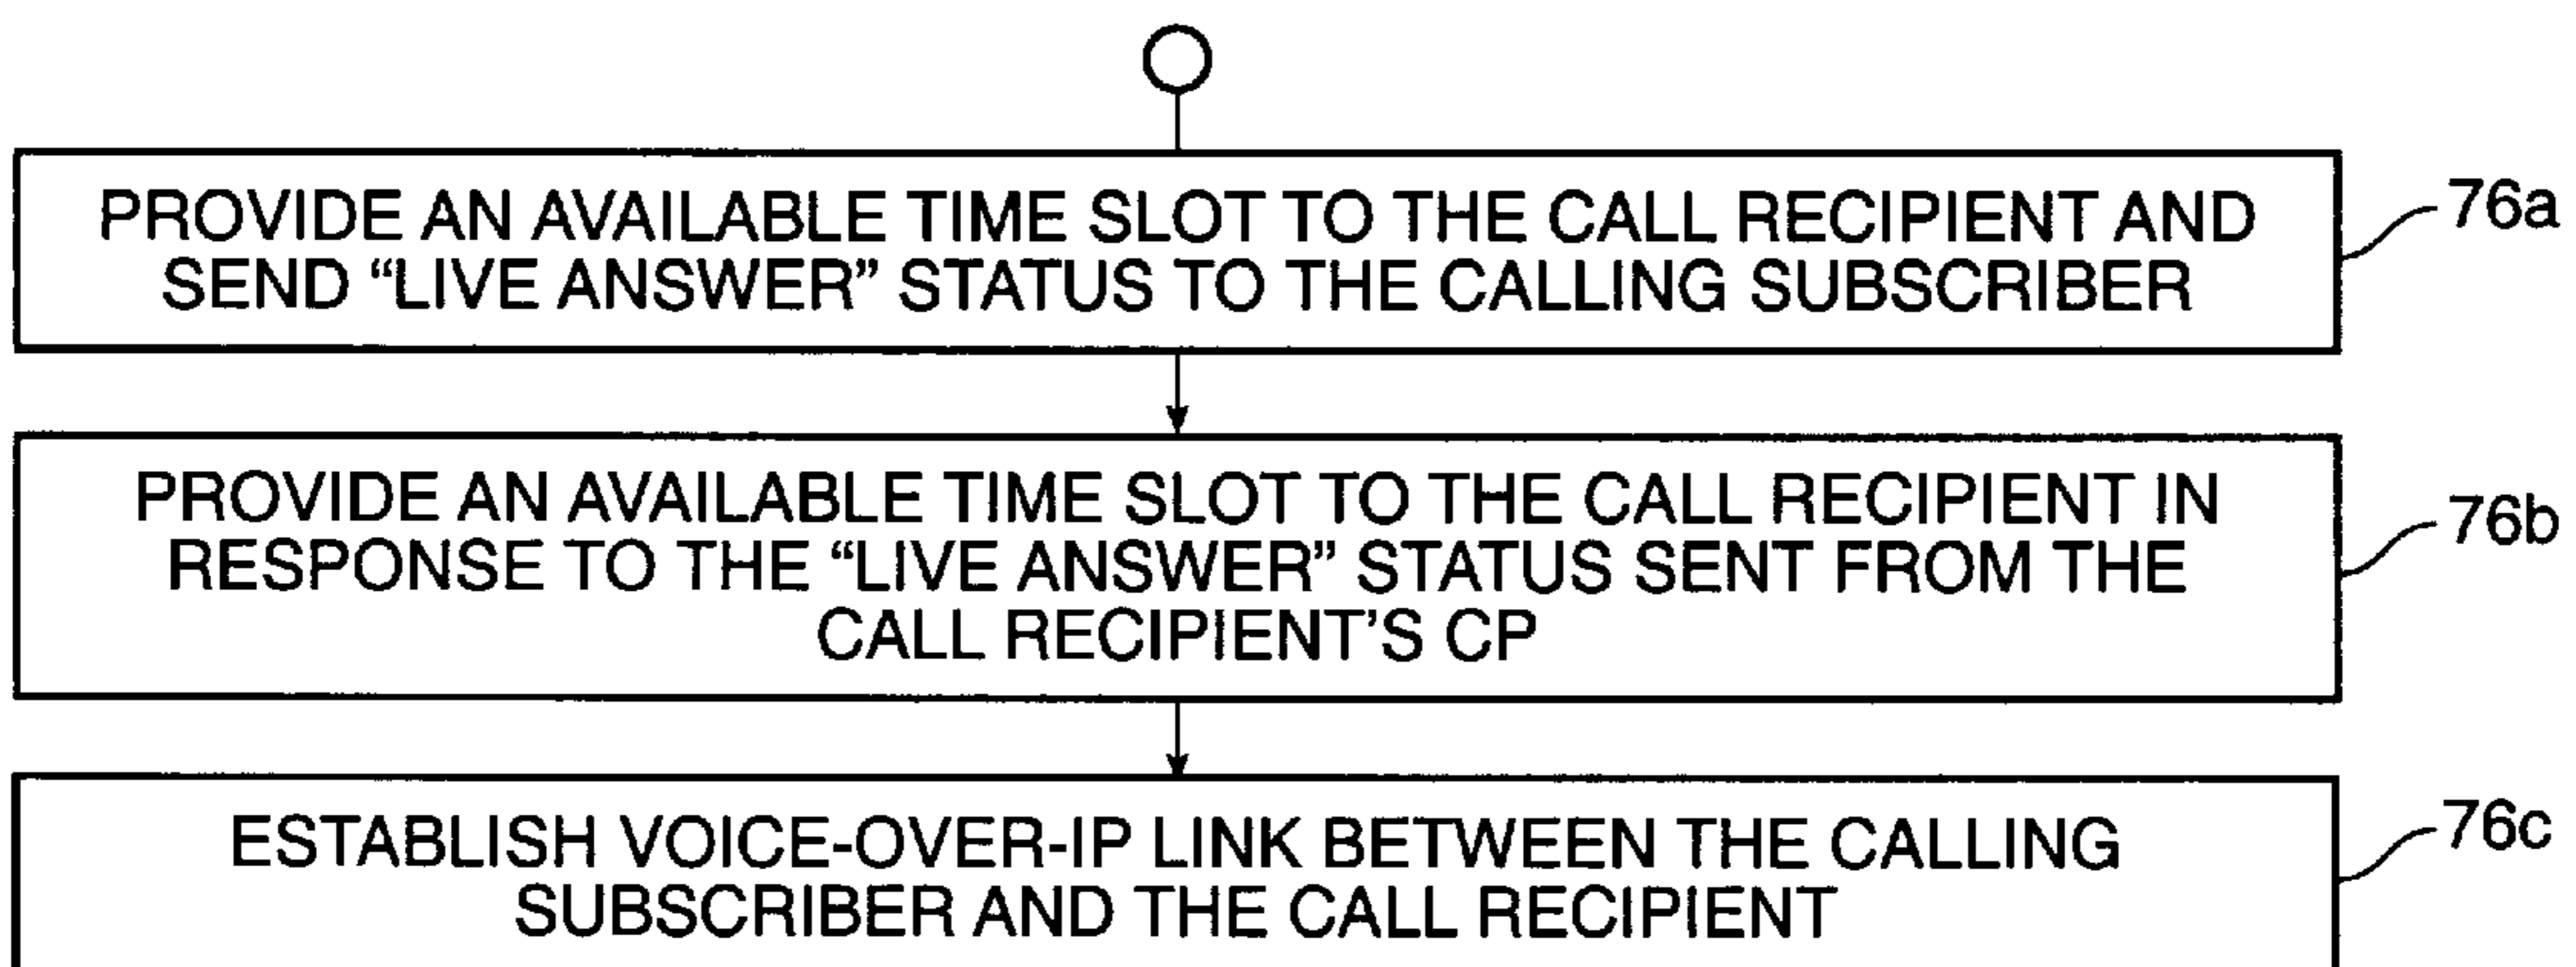 PROVIDE AN AVAILABLE TIME SLOT TO THE CALL RECIPIENT AND
SEND “LIVE ANSWER” STATUS TO THE CALLING SUBSCRIBER
76a
PROVIDE AN AVAILABLE TIME SLOT TO THE CALL RECIPIENT IN
RESPONSE TO THE “LIVE ANSWER” STATUS SENT FROM THE
CALL RECIPIENT’S CP
76b
ESTABLISH VOICE-OVER-IP LINK BETWEEN THE CALLING
SUBSCRIBER AND THE CALL RECIPIENT
76c